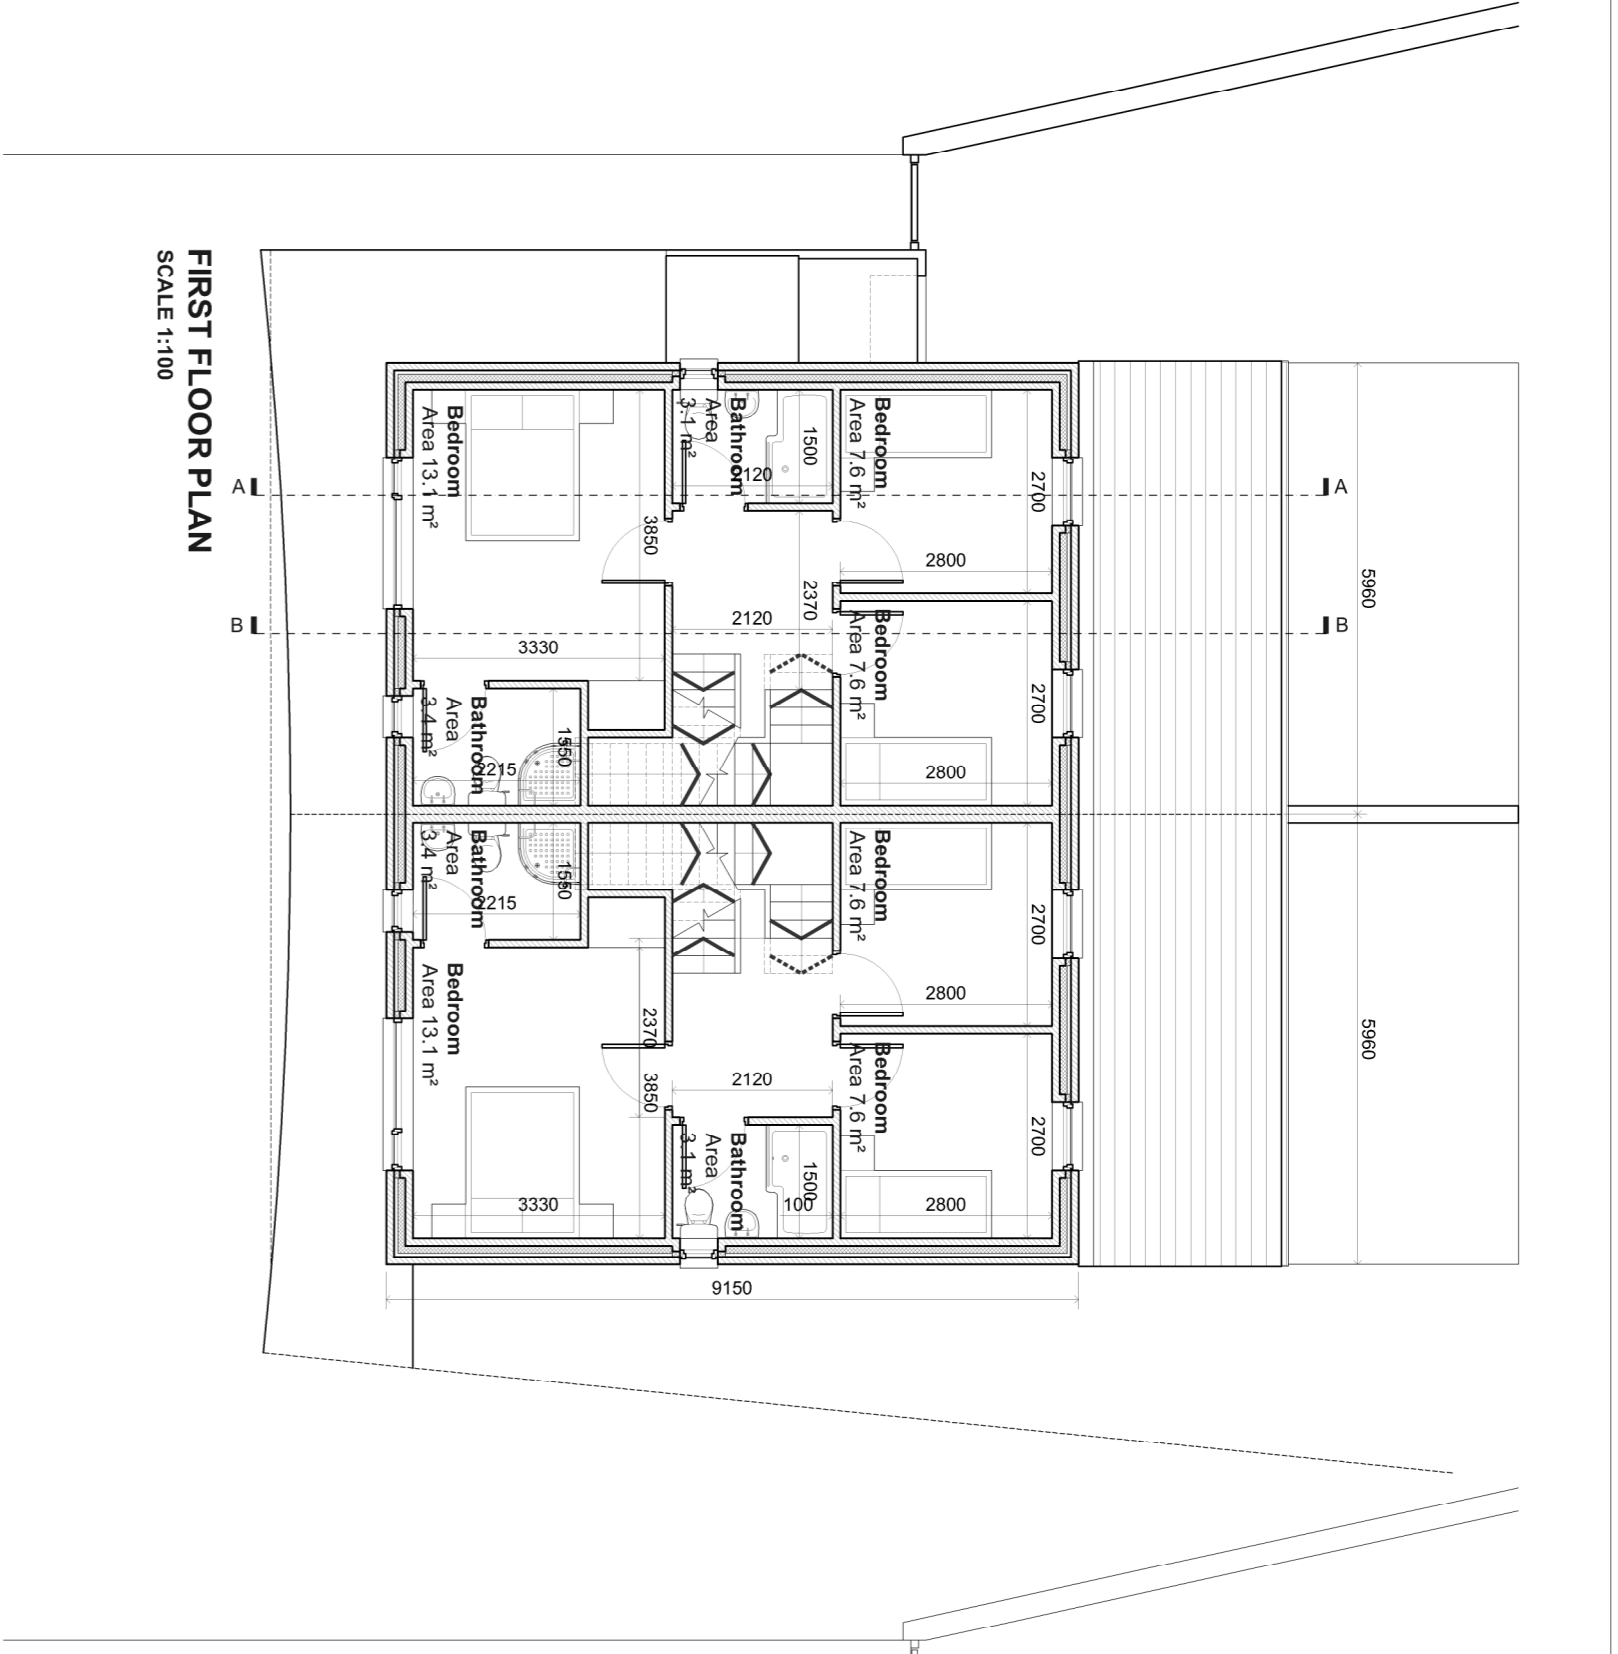 FIRST FLOOR PLAN
SCALE 1:100
A
A
B
B
Bedroom
Area 13.1 m²
Bathroom
Area
3.1 m²
1500
2120
Bedroom
Area 7.6 m²
2700
2800
3850
2370
2120
3330
5960
Bedroom
Area 7.6 m²
2700
2800
Bathroom
Area
3.4 m²
1550
2215
Bathroom
Area
3.4 m²
1550
2215
Bedroom
Area 7.6 m²
2700
2800
Bedroom
Area 13.1 m²
2370
3850
2120
3330
5960
Bedroom
Area 7.6 m²
2700
2800
Bathroom
Area
3.1 m²
1500
100
9150